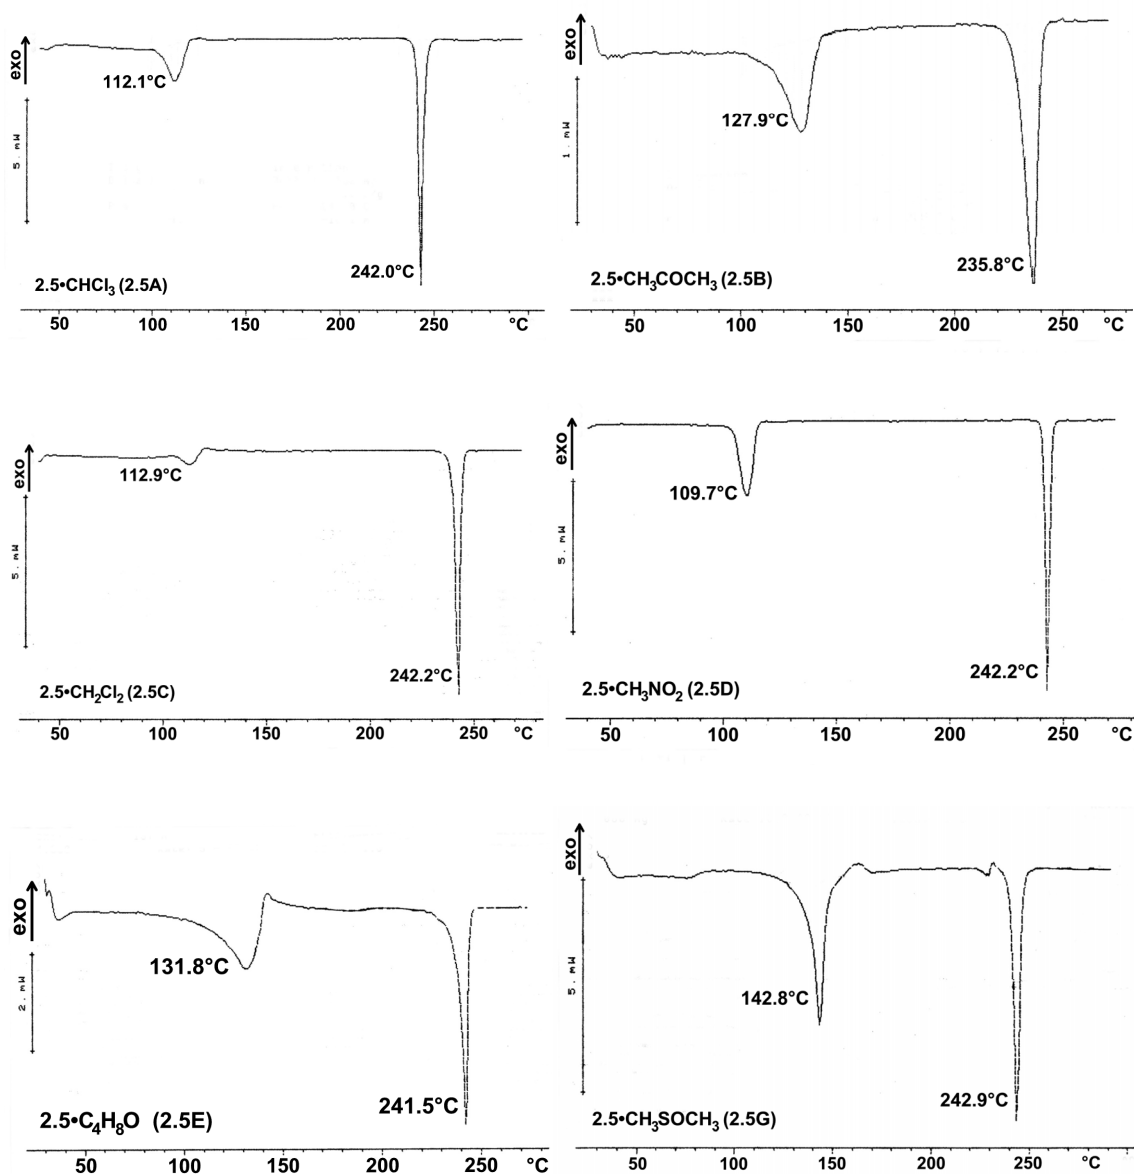 exo
5. mW
112.1°C
242.0°C
2.5•CHCl₃ (2.5A)
50 100 150 200 250 °C
exo
1. mW
127.9°C
235.8°C
2.5•CH₃COCH₃ (2.5B)
50 100 150 200 250 °C
exo
5. mW
112.9°C
242.2°C
2.5•CH₂Cl₂ (2.5C)
50 100 150 200 250 °C
exo
5. mW
109.7°C
242.2°C
2.5•CH₃NO₂ (2.5D)
50 100 150 200 250 °C
exo
2. mW
131.8°C
241.5°C
2.5•C₄H₈O (2.5E)
50 100 150 200 250 °C
exo
5. mW
142.8°C
242.9°C
2.5•CH₃SOCH₃ (2.5G)
50 100 150 200 250 °C